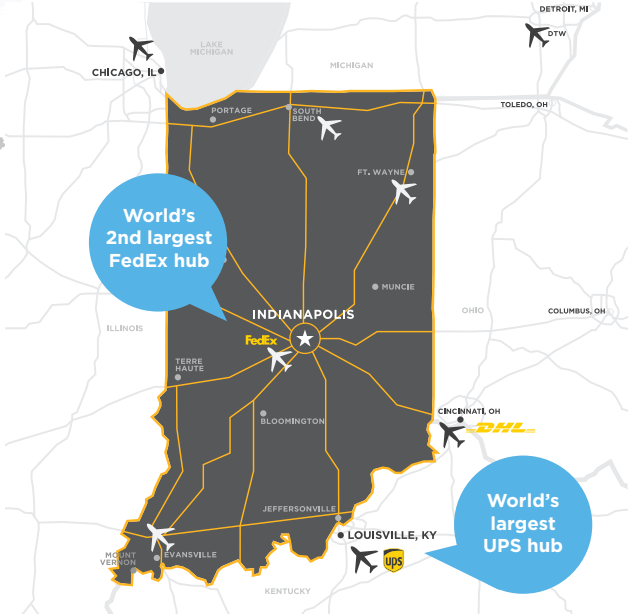 DETROIT, MI
DTW
LAKE
MICHIGAN
MICHIGAN
CHICAGO, IL
TOLEDO, OH
PORTAGE
SOUTH
BEND
FT. WAYNE
World's
2nd largest
FedEx hub
MUNCIE
INDIANAPOLIS
OHIO
COLUMBUS, OH
ILLINOIS
FedEx
TERRE
HAUTE
CINCINNATI, OH
BLOOMINGTON
DHL
World's
largest
UPS hub
JEFFERSONVILLE
LOUISVILLE, KY
MOUNT
VERNON
EVANSVILLE
ups
KENTUCKY